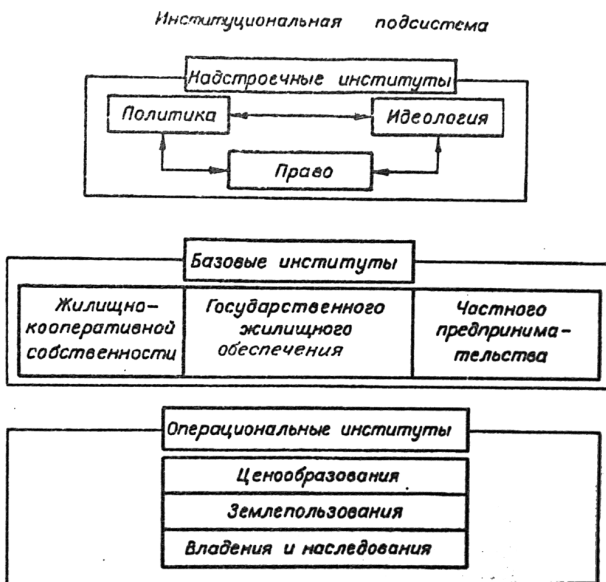 Институциональная подсистема
Надстроечные институты
Политика
Идеология
Право
Базовые институты
Жилищно-
кооперативной
собственности
Государственного
жилищного
обеспечения
Частного
предпринима-
тельства
Операциональные институты
Ценообразования
Землепользования
Владения и наследования